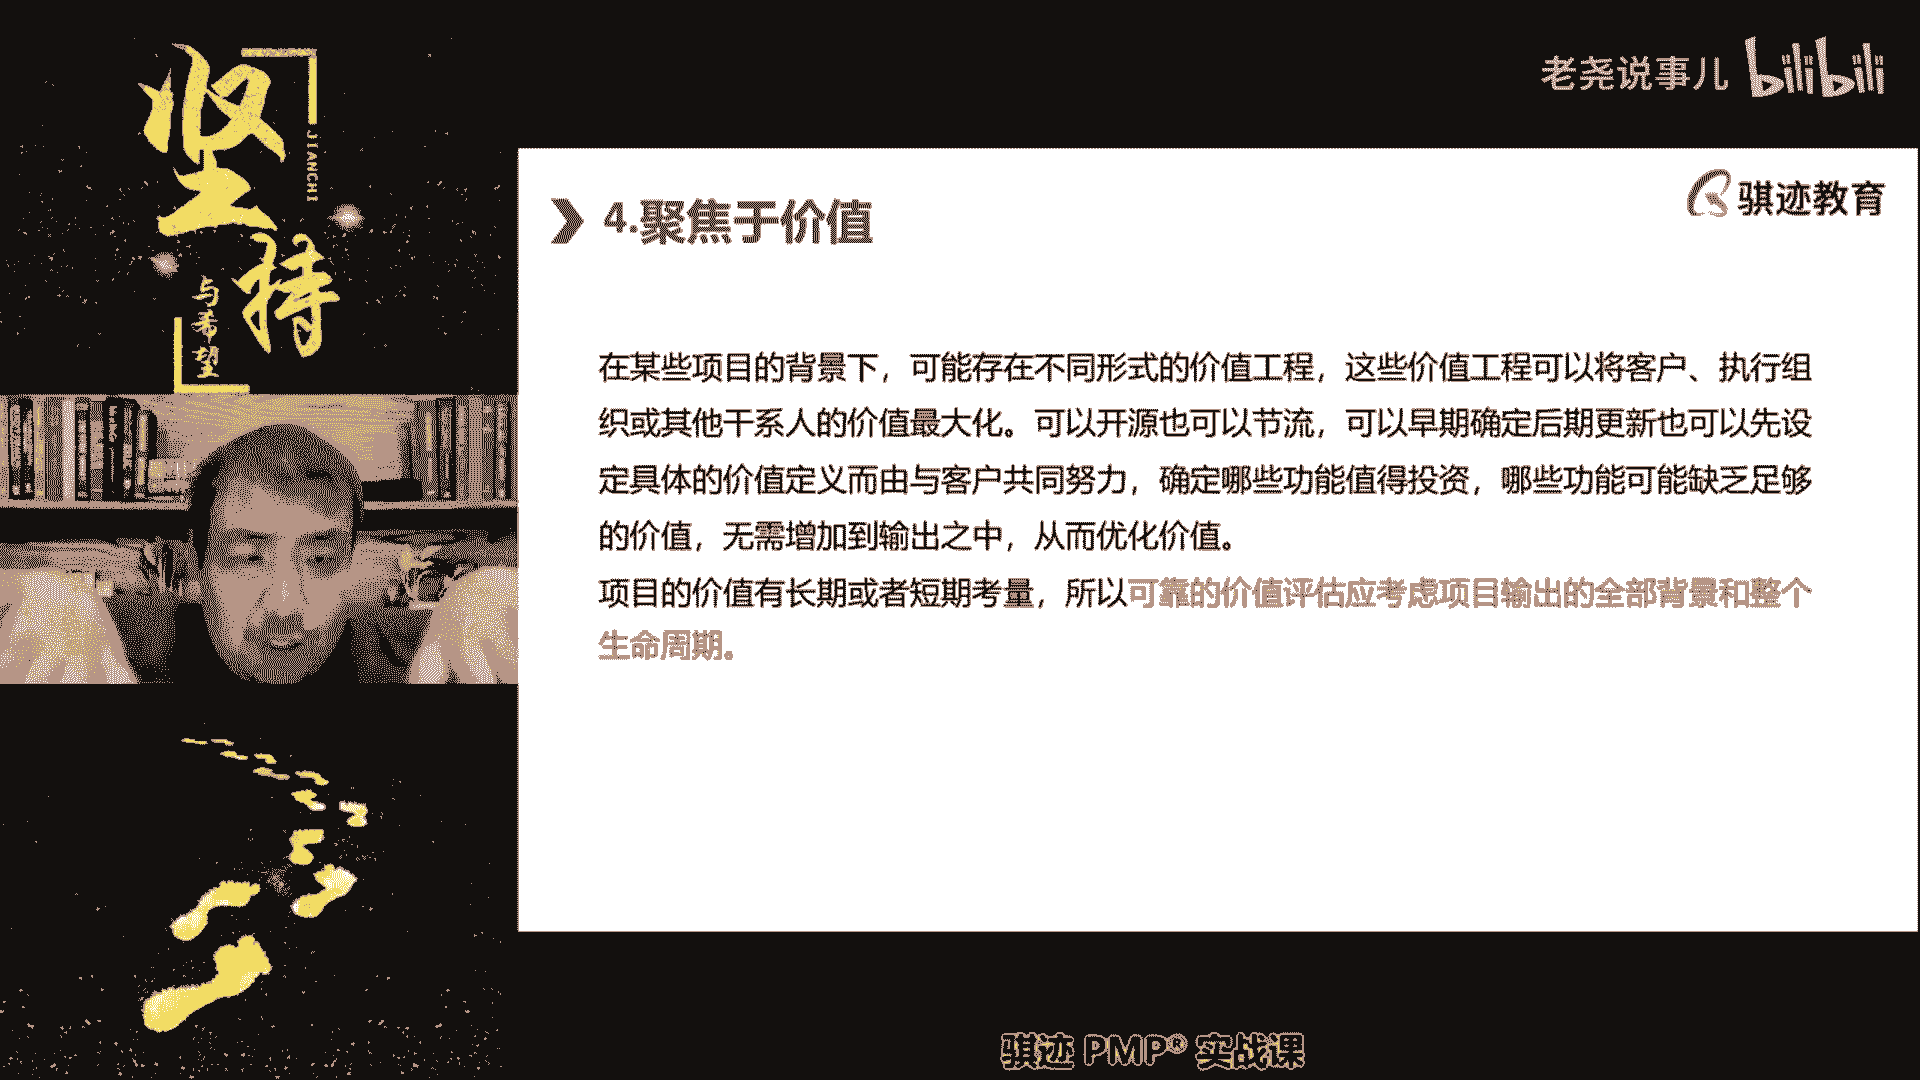 坚持
JIANCHI
与希望
老尧说事儿 bilibili
骐迹教育
4.聚焦于价值
在某些项目的背景下，可能存在不同形式的价值工程，这些价值工程可以将客户、执行组
织或其他干系人的价值最大化。可以开源也可以节流，可以早期确定后期更新也可以先设
定具体的价值定义而由与客户共同努力，确定哪些功能值得投资，哪些功能可能缺乏足够
的价值，无需增加到输出之中，从而优化价值。
项目的价值有长期或者短期考量，所以可靠的价值评估应考虑项目输出的全部背景和整个
生命周期。
骐迹 PMP® 实战课